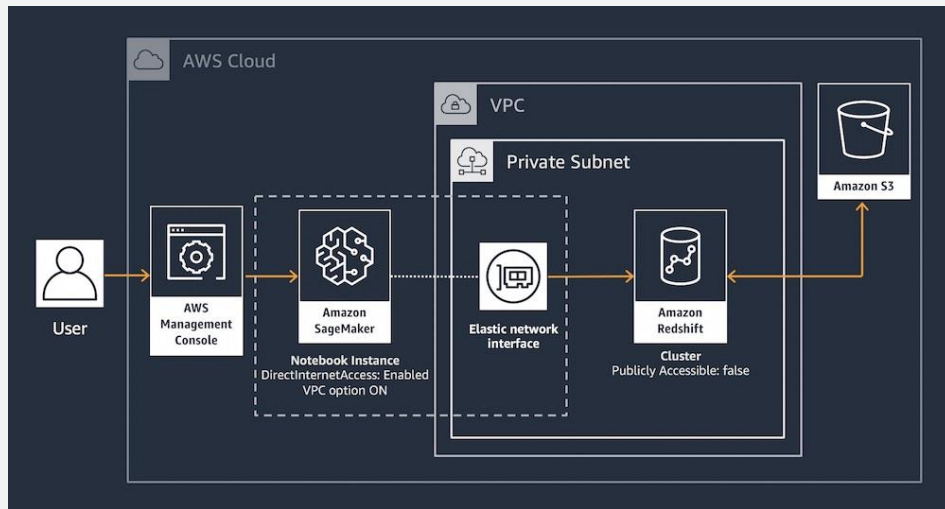 AWS Cloud
VPC
Private Subnet
Amazon S3
User
AWS
Management
Console
Amazon
SageMaker
Notebook Instance
DirectInternetAccess: Enabled
VPC option ON
Elastic network
interface
Amazon
Redshift
Cluster
Publicly Accessible: false